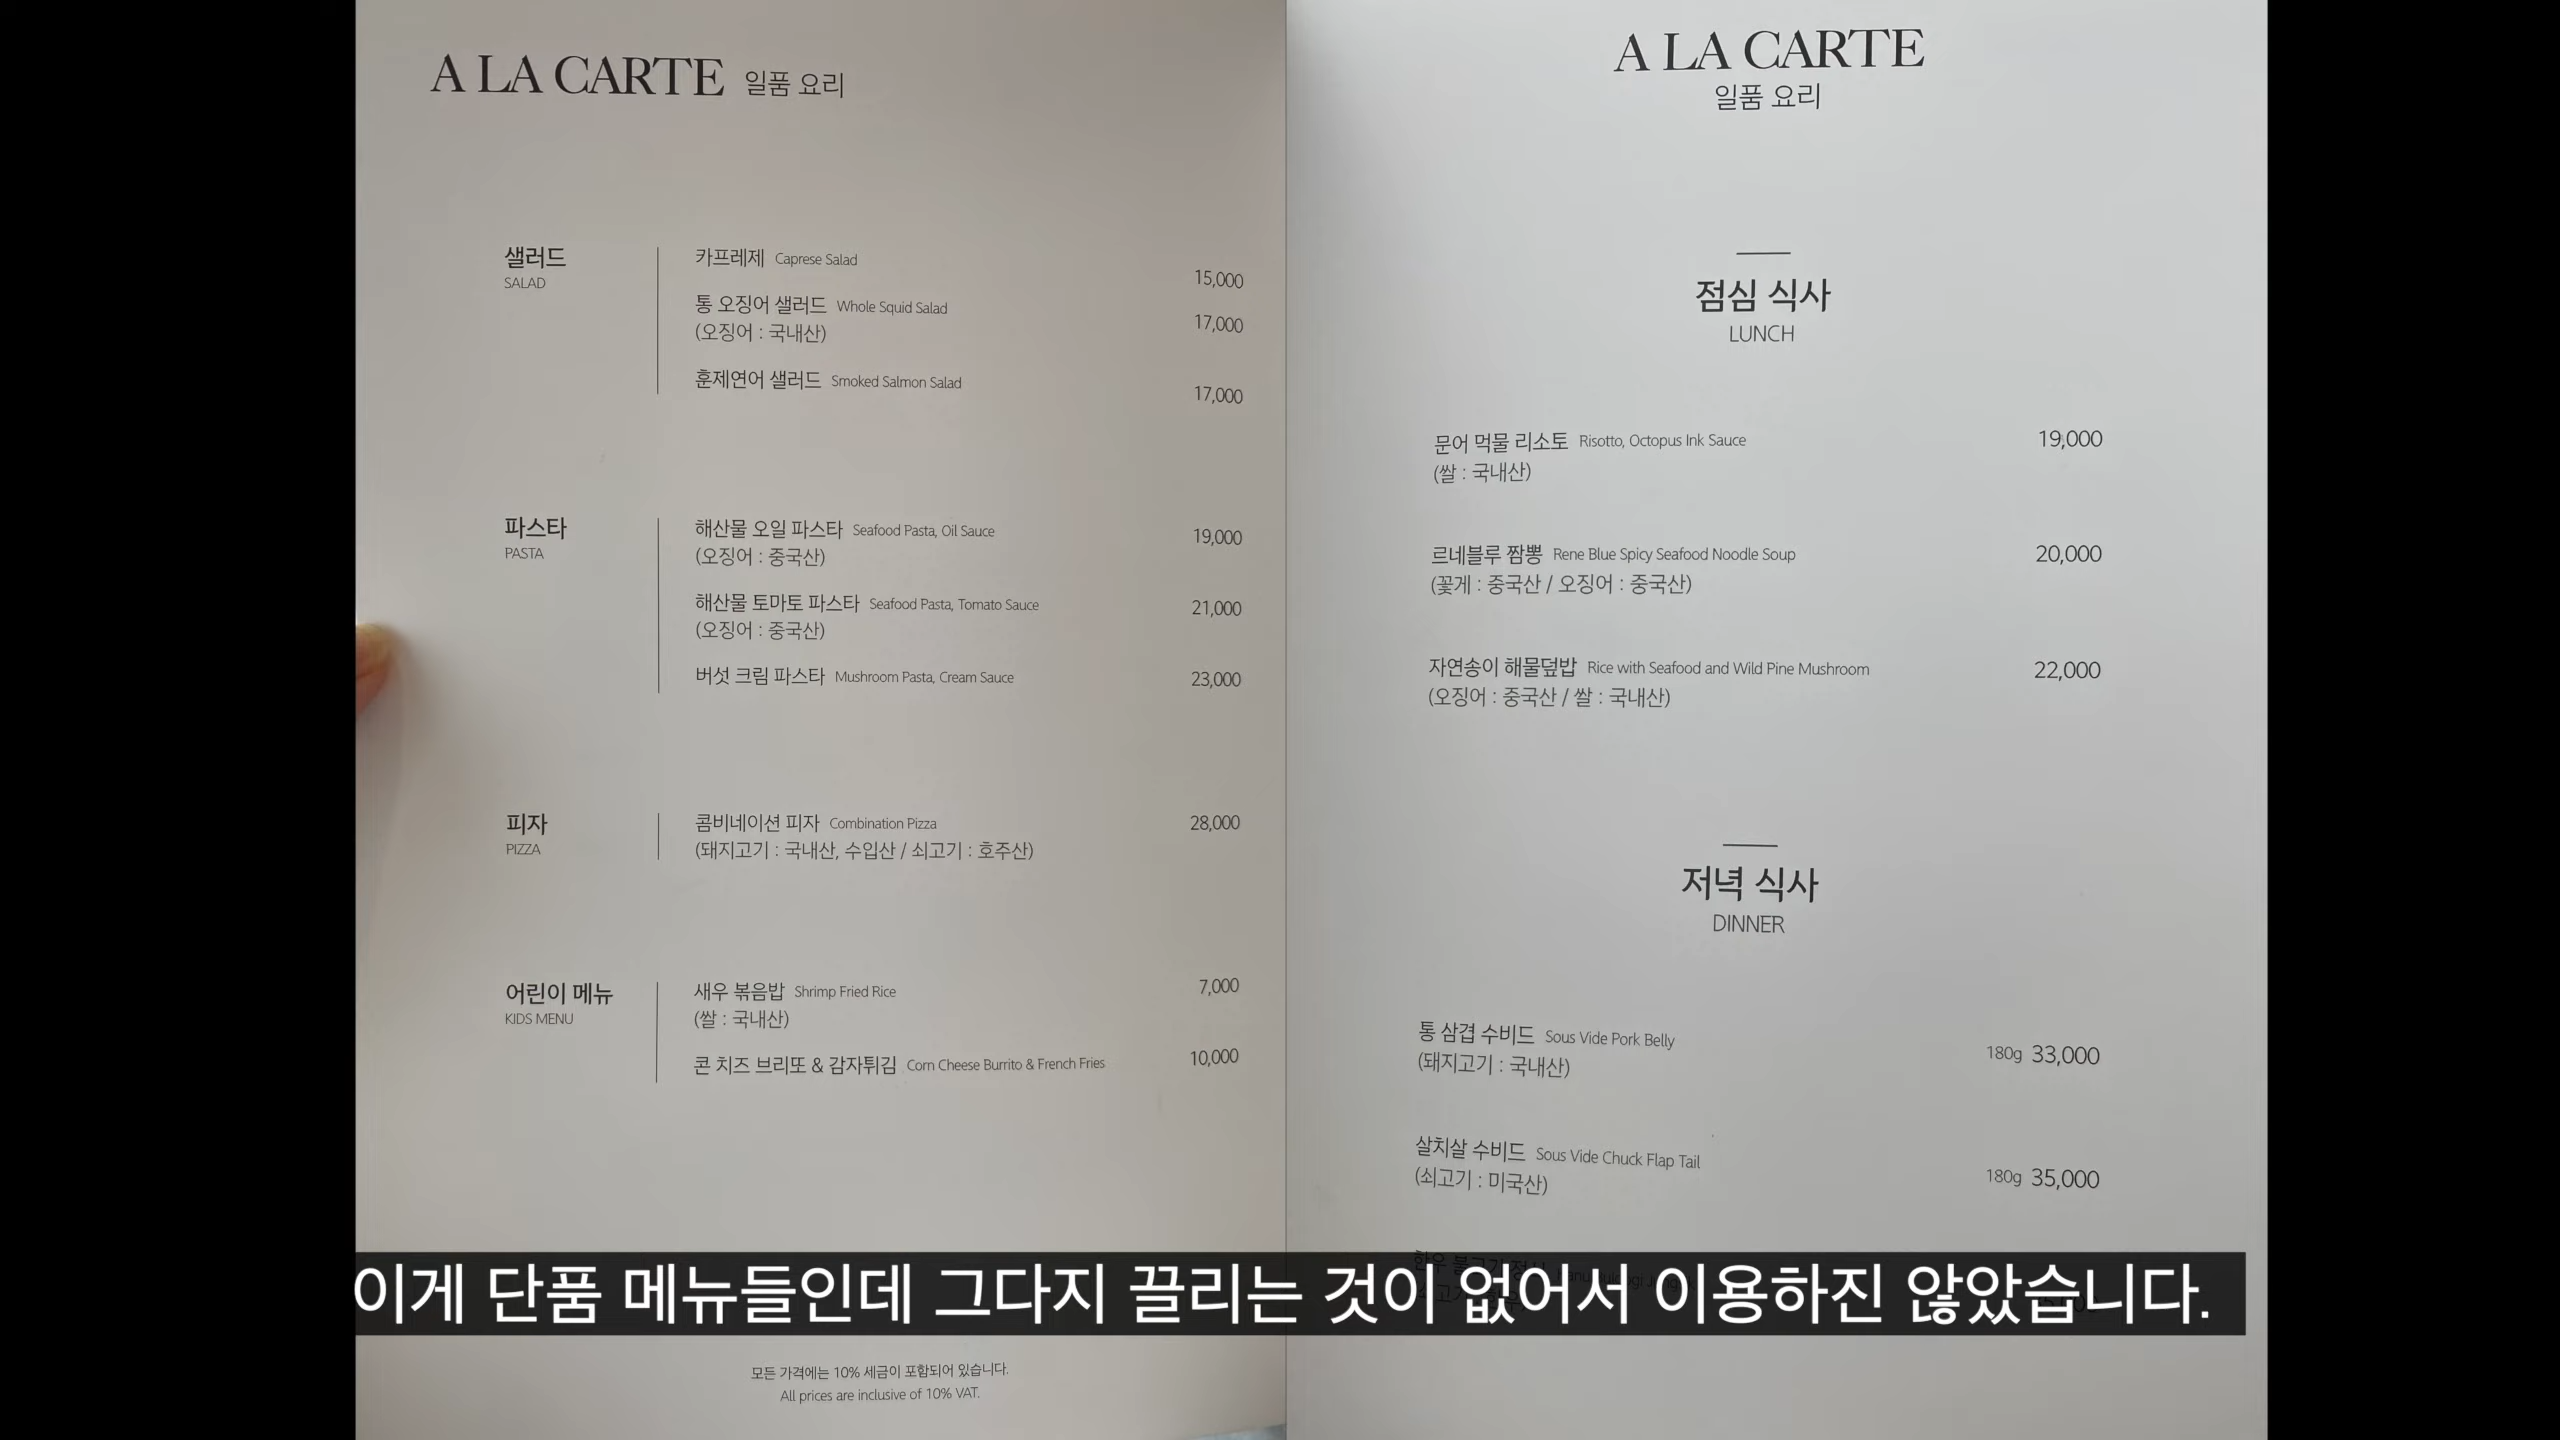 A LA CARTE 일품 요리
샐러드
SALAD
카프레제 Caprese Salad 15,000
통 오징어 샐러드 Whole Squid Salad 17,000
(오징어 : 국내산)
훈제연어 샐러드 Smoked Salmon Salad 17,000
파스타
PASTA
해산물 오일 파스타 Seafood Pasta, Oil Sauce 19,000
(오징어 : 중국산)
해산물 토마토 파스타 Seafood Pasta, Tomato Sauce 21,000
(오징어 : 중국산)
버섯 크림 파스타 Mushroom Pasta, Cream Sauce 23,000
피자
PIZZA
콤비네이션 피자 Combination Pizza 28,000
(돼지고기 : 국내산, 수입산 / 쇠고기 : 호주산)
어린이 메뉴
KIDS MENU
새우 볶음밥 Shrimp Fried Rice 7,000
(쌀 : 국내산)
콘 치즈 브리또 & 감자튀김 Corn Cheese Burrito & French Fries 10,000
모든 가격에는 10% 세금이 포함되어 있습니다.
All prices are inclusive of 10% VAT.
A LA CARTE
일품 요리
점심 식사
LUNCH
문어 먹물 리소토 Risotto, Octopus Ink Sauce 19,000
(쌀 : 국내산)
르네블루 짬뽕 Rene Blue Spicy Seafood Noodle Soup 20,000
(꽃게 : 중국산 / 오징어 : 중국산)
자연송이 해물덮밥 Rice with Seafood and Wild Pine Mushroom 22,000
(오징어 : 중국산 / 쌀 : 국내산)
저녁 식사
DINNER
통 삼겹 수비드 Sous Vide Pork Belly 180g 33,000
(돼지고기 : 국내산)
살치살 수비드 Sous Vide Chuck Flap Tail 180g 35,000
(쇠고기 : 미국산)
이게 단품 메뉴들인데 그다지 끌리는 것이 없어서 이용하진 않았습니다.